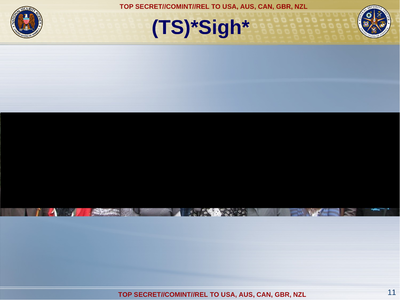 TOP SECRET//COMINT//REL TO USA, AUS, CAN, GBR, NZL
(TS)*Sigh*
TOP SECRET//COMINT//REL TO USA, AUS, CAN, GBR, NZL
11